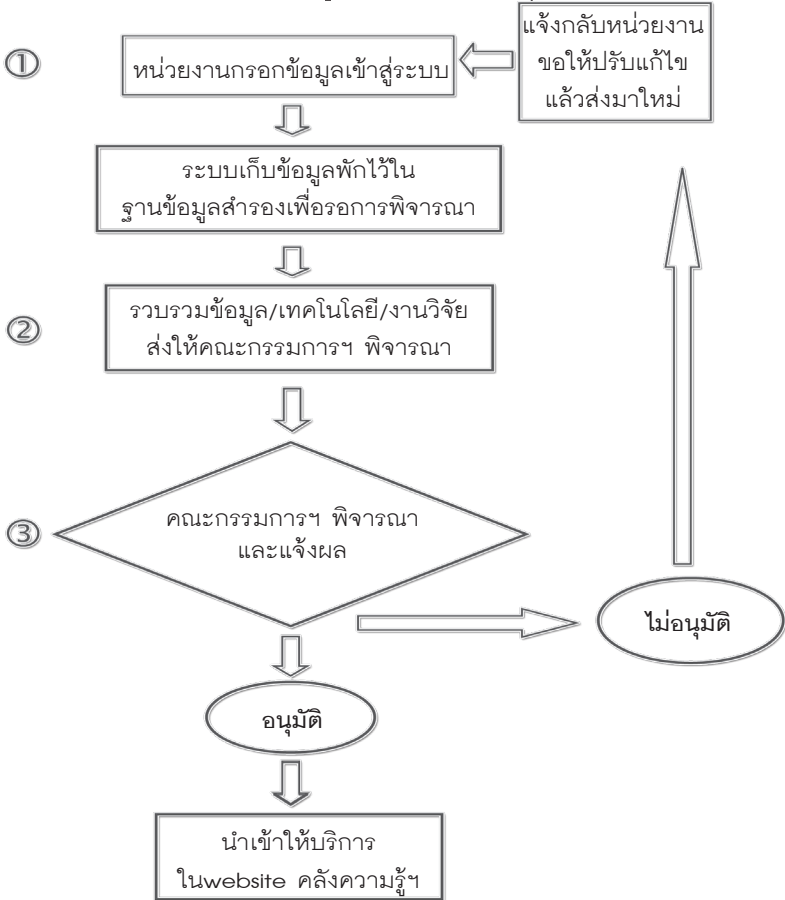 แจ้งกลับหน่วยงาน
ขอให้ปรับแก้ไข
แล้วส่งมาใหม่
①
หน่วยงานกรอกข้อมูลเข้าสู่ระบบ
ระบบเก็บข้อมูลพักไว้ใน
ฐานข้อมูลสำรองเพื่อรอการพิจารณา
②
รวบรวมข้อมูล/เทคโนโลยี/งานวิจัย
ส่งให้คณะกรรมการฯ พิจารณา
③
คณะกรรมการฯ พิจารณา
และแจ้งผล
ไม่อนุมัติ
อนุมัติ
นำเข้าให้บริการ
ในwebsite คลังความรู้ฯ